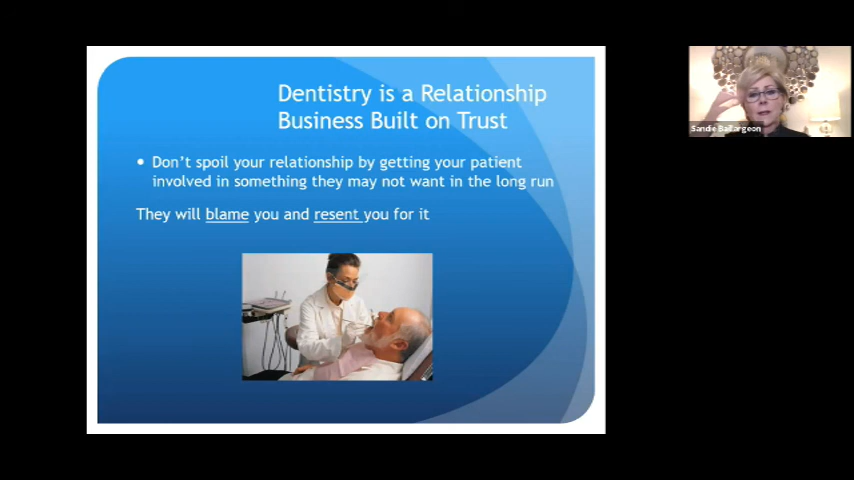 Dentistry is a Relationship
Business Built on Trust
• Don't spoil your relationship by getting your patient
involved in something they may not want in the long run
They will blame you and resent you for it
Sandie Baillargeon